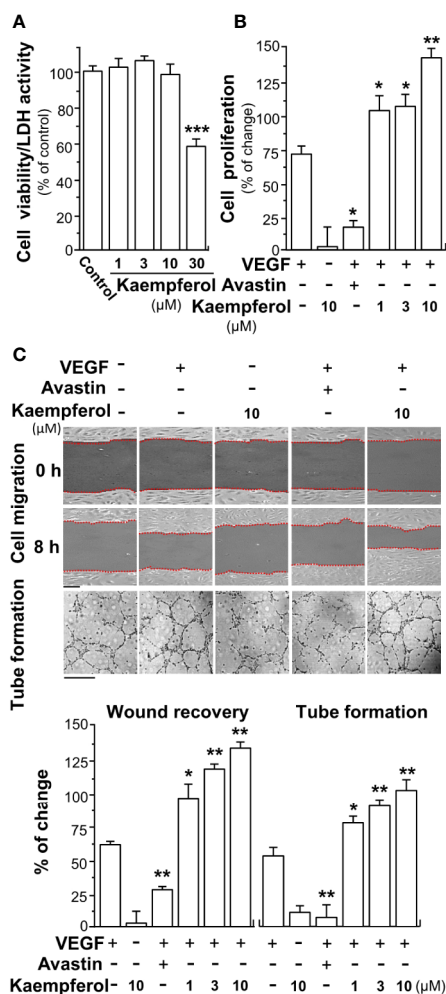 A
Cell viability/LDH activity
(% of control)
100
80
60
40
20
0
***
Control
1 3 10 30
Kaempferol
(µM)
B
Cell proliferation
(% of change)
150
125
75
50
25
0
* * * **
VEGF + - + + + +
Avastin - - + - - -
Kaempferol - 10 - 1 3 10
(µM)
C
VEGF - + - + +
Avastin - - - + -
Kaempferol - - 10 - 10
(µM)
Cell migration
0 h
8 h
Tube formation
Wound recovery Tube formation
% of change
150
125
75
50
25
0
** * ** ** ** * ** **
VEGF + - + + + + + - + + + +
Avastin - - + - - - - - + - - -
Kaempferol - 10 - 1 3 10 - 10 - 1 3 10 (µM)